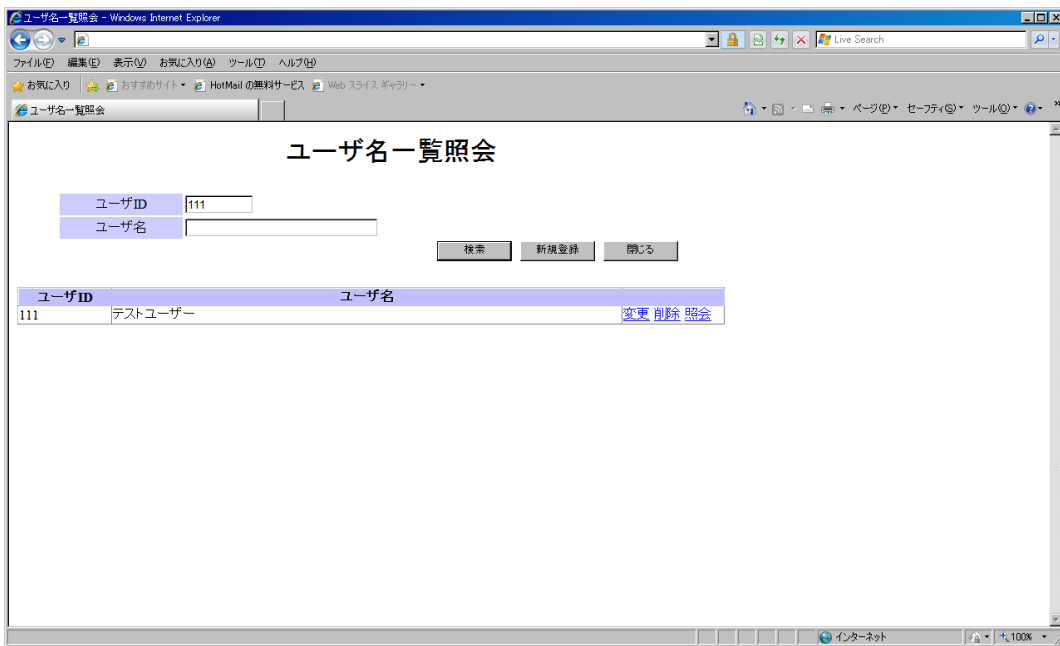 ユーザ名一覧照会 - Windows Internet Explorer
Live Search
ファイル(F) 編集(E) 表示(V) お気に入り(A) ツール(T) ヘルプ(H)
お気に入り おすすめサイト HotMail の無料サービス Web スライス ギャラリー
ユーザ名一覧照会 ページ(P) セーフティ(S) ツール(O)
ユーザ名一覧照会
ユーザID 111
ユーザ名
検索 新規登録 閉じる
ユーザID ユーザ名
111 テストユーザー 変更 削除 照会
インターネット 100%